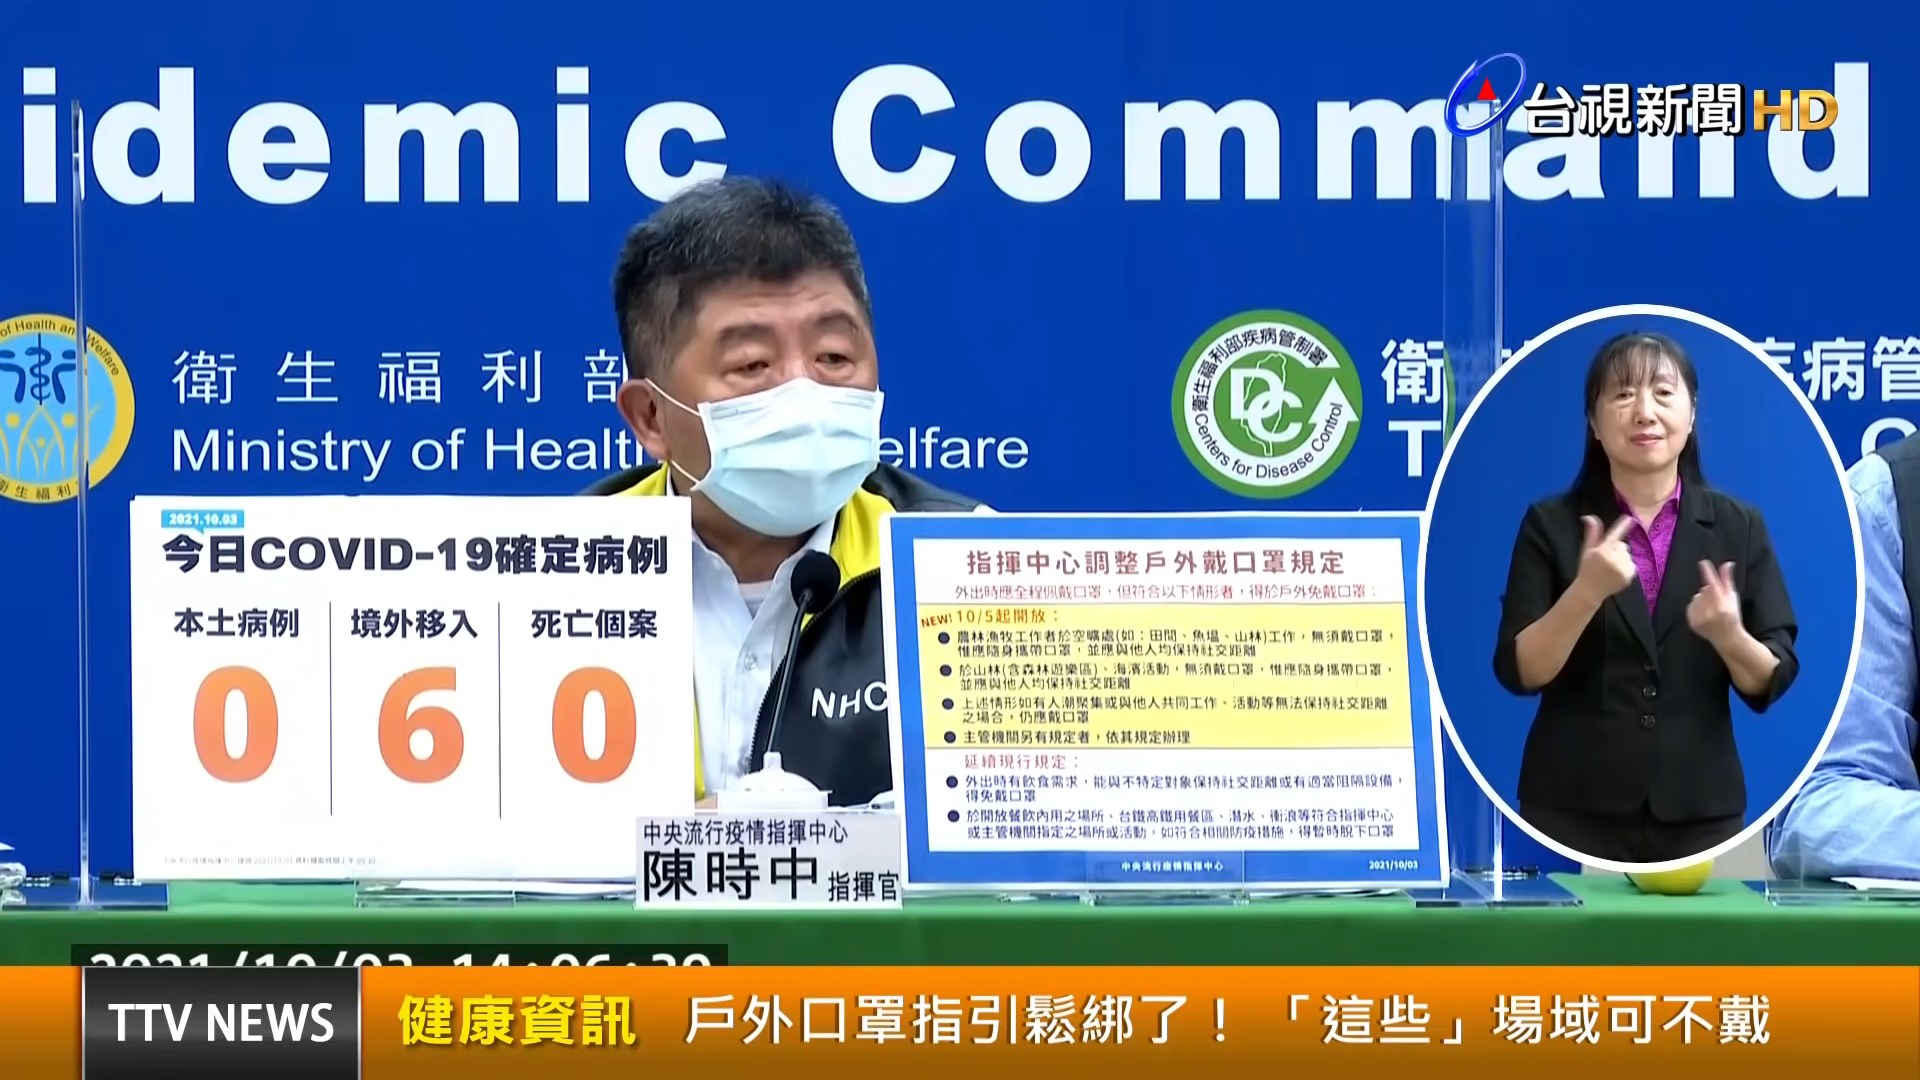 idemic Command
台視新聞HD
of Health and Welfare
衛生福利部
Ministry of Health
elfare
衛生福利部疾病管制署
CDC
Centers for Disease Control
衛
疾病管
T
C
2021.10.03
今日COVID-19確定病例
本土病例
境外移入
死亡個案
0
6
0
NHC
指揮中心調整戶外戴口罩規定
外出時應全程佩戴口罩，但符合以下情形者，得於戶外免戴口罩：
NEW! 10/5起開放：
農林漁牧工作者於空曠處(如：田間、魚塭、山林)工作，無須戴口罩，
惟應隨身攜帶口罩，並應與他人均保持社交距離
於山林(含森林遊樂區)、海濱活動，無須戴口罩，惟應隨身攜帶口罩，
並應與他人均保持社交距離
上述情形如有人潮聚集或與他人共同工作、活動等無法保持社交距離
之場合，仍應戴口罩
主管機關另有規定者，依其規定辦理
延續現行規定：
外出時有飲食需求，能與不特定對象保持社交距離或有適當阻隔設備，
得免戴口罩
於開放餐飲內用之場所、台鐵高鐵用餐區、潛水、衝浪等符合指揮中心
或主管機關指定之場所或活動，如符合相關防疫措施，得暫時脫下口罩
中央流行疫情指揮中心
2021/10/03
中央流行疫情指揮中心
陳時中 指揮官
2021/10/03 14:06:39
TTV NEWS
健康資訊 戶外口罩指引鬆綁了！「這些」場域可不戴